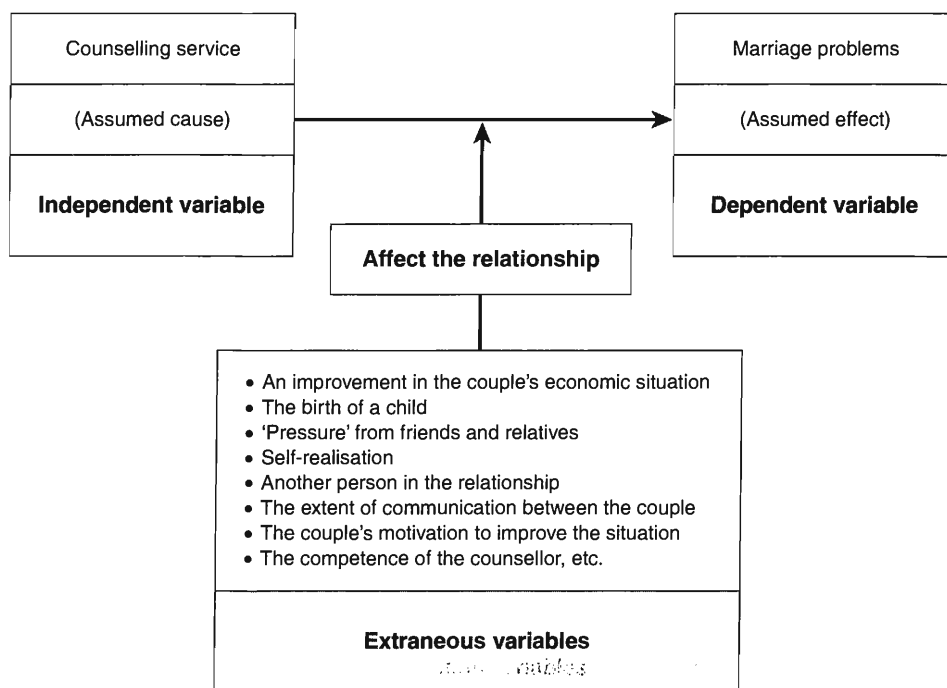 Counselling service
(Assumed cause)
Independent variable
Marriage problems
(Assumed effect)
Dependent variable
Affect the relationship
• An improvement in the couple's economic situation
• The birth of a child
• 'Pressure' from friends and relatives
• Self-realisation
• Another person in the relationship
• The extent of communication between the couple
• The couple's motivation to improve the situation
• The competence of the counsellor, etc.
Extraneous variables